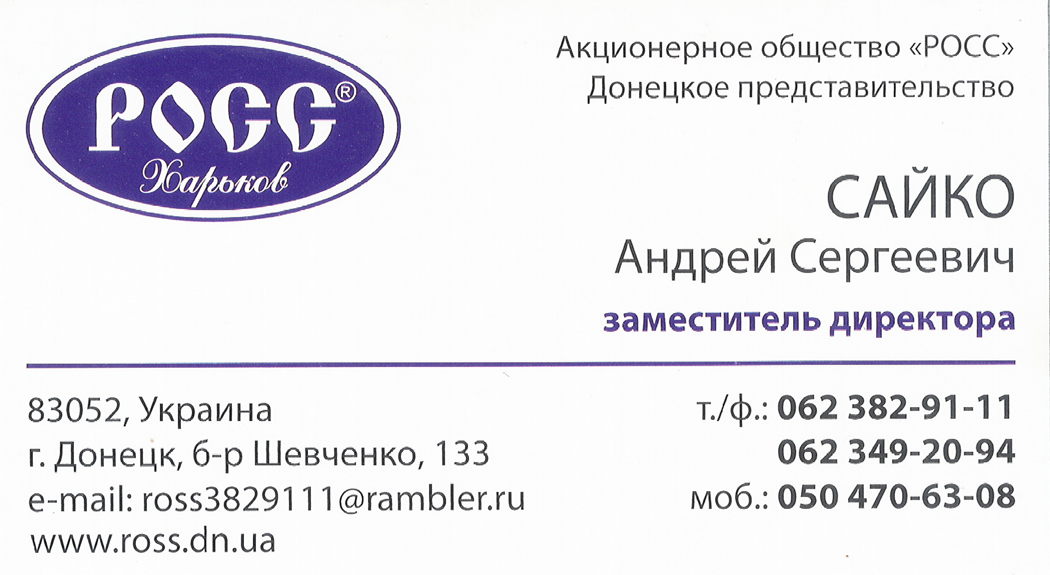 РОСС®
Харьков
Акционерное общество «РОСС»
Донецкое представительство
САЙКО
Андрей Сергеевич
заместитель директора
83052, Украина
г. Донецк, б-р Шевченко, 133
e-mail: ross3829111@rambler.ru
www.ross.dn.ua
т./ф.: 062 382-91-11
062 349-20-94
моб.: 050 470-63-08